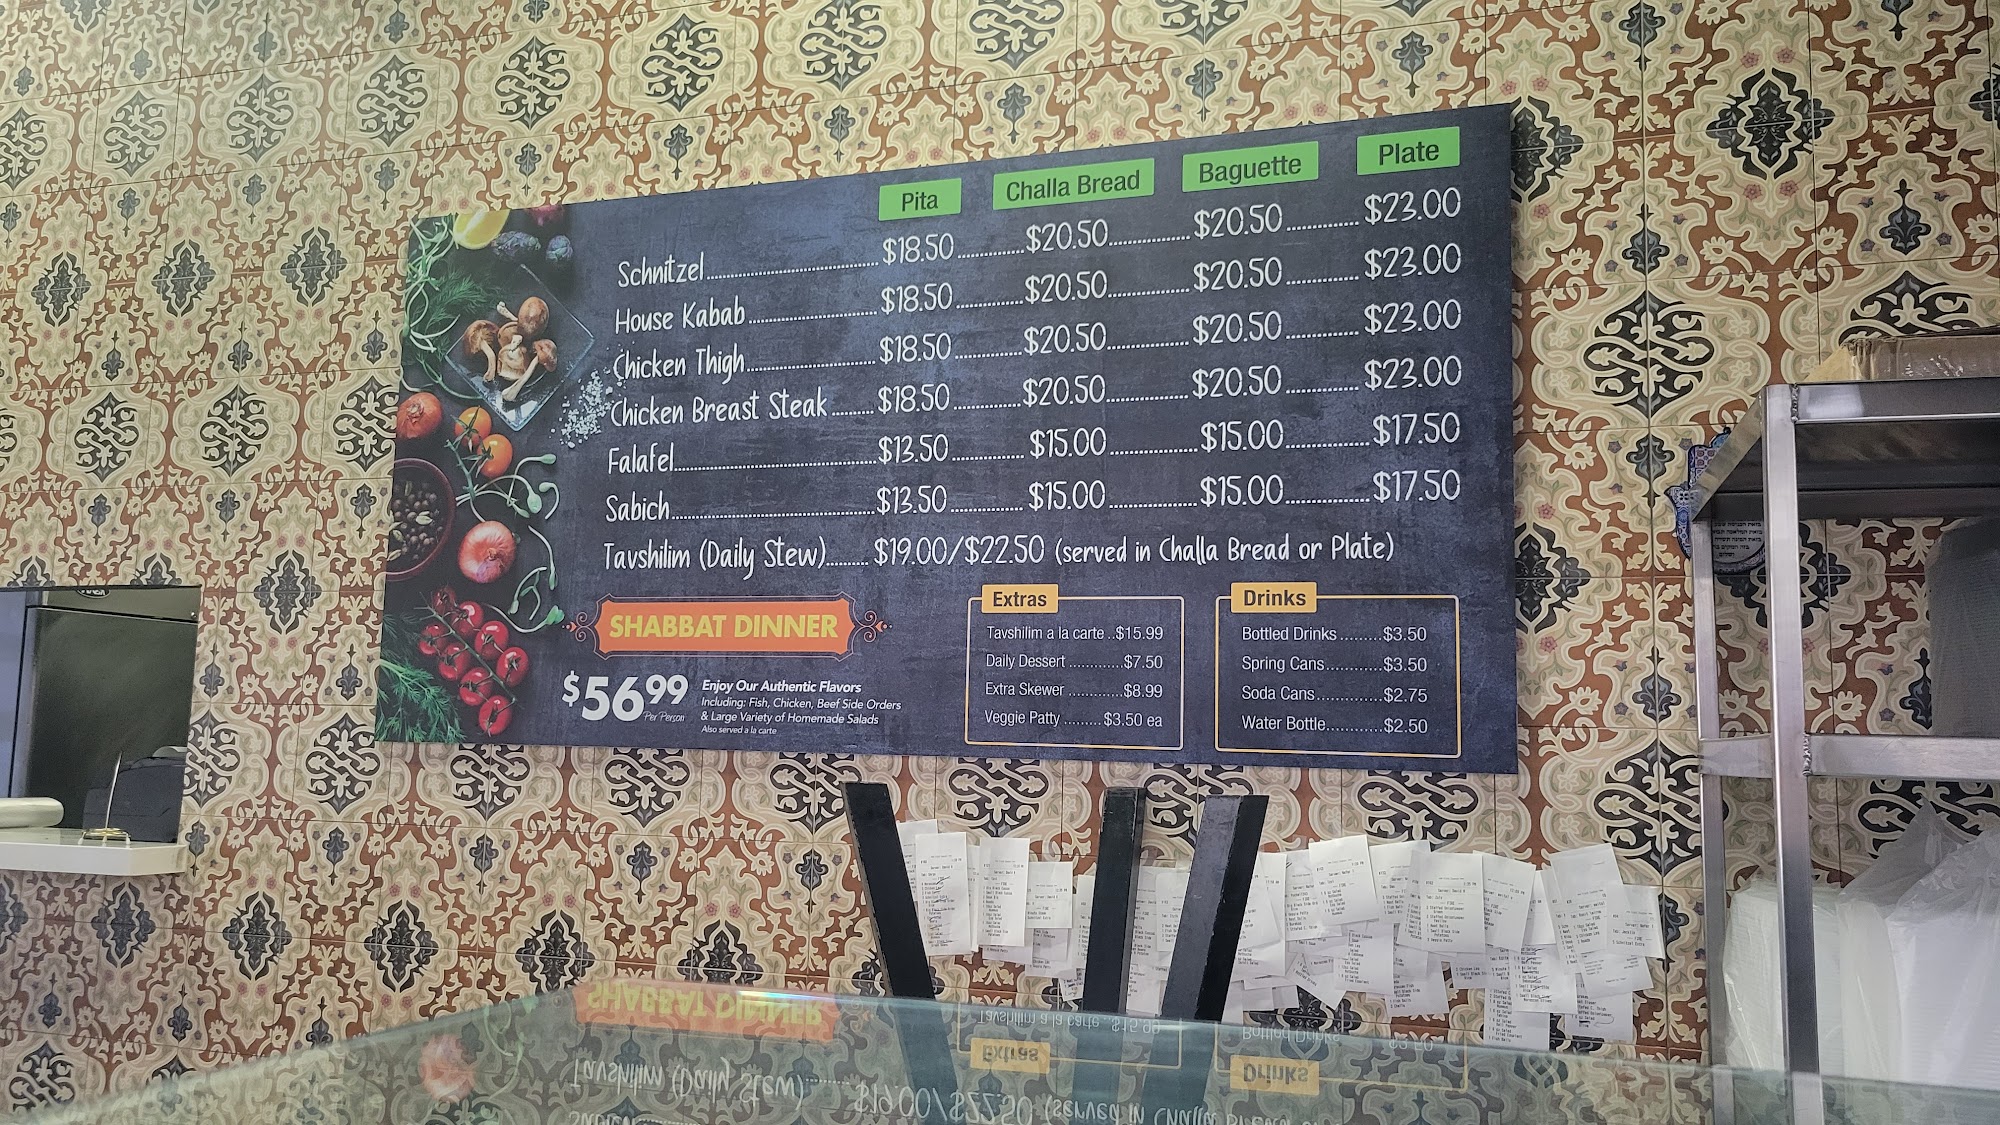 Pita Challa Bread Baguette Plate
Schnitzel $18.50 $20.50 $20.50 $23.00
House Kabab $18.50 $20.50 $20.50 $23.00
Chicken Thigh $18.50 $20.50 $20.50 $23.00
Chicken Breast Steak $18.50 $20.50 $20.50 $23.00
Falafel $13.50 $15.00 $15.00 $17.50
Sabich $13.50 $15.00 $15.00 $17.50
Tavshilim (Daily Stew) $19.00/$22.50 (served in Challa Bread or Plate)
SHABBAT DINNER
$56.99 Per Person
Enjoy Our Authentic Flavors
Including: Fish, Chicken, Beef Side Orders
& Large Variety of Homemade Salads
Also served a la carte
Extras
Tavshilim a la carte ..$15.99
Daily Dessert $7.50
Extra Skewer $8.99
Veggie Patty $3.50 ea
Drinks
Bottled Drinks $3.50
Spring Cans $3.50
Soda Cans $2.75
Water Bottle $2.50